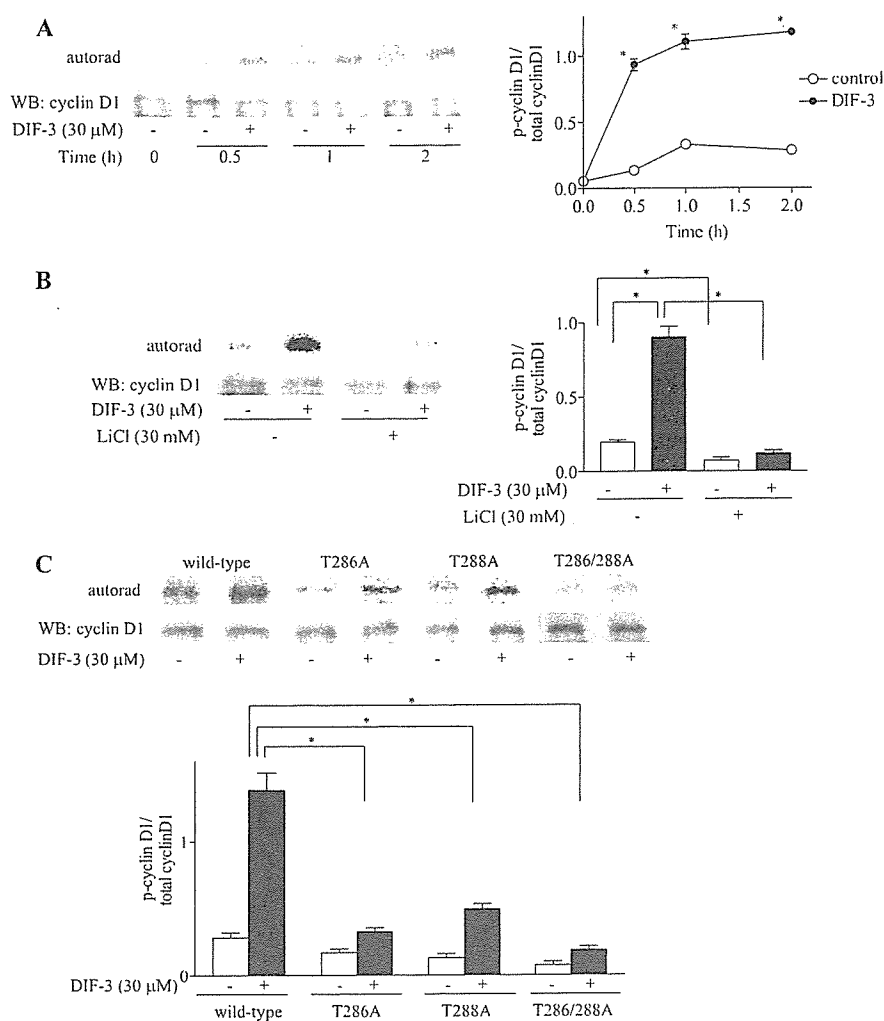 A
autorad
WB: cyclin D1
DIF-3 (30 µM) - - + - + - +
Time (h) 0 0.5 1 2
p-cyclin D1/
total cyclinD1
1.0
0.5
0.0
0.0 0.5 1.0 1.5 2.0
Time (h)
* * *
control
DIF-3
B
autorad
WB: cyclin D1
DIF-3 (30 µM) - + - +
LiCl (30 mM) - +
p-cyclin D1/
total cyclinD1
*
* *
1.0
0.5
0.0
DIF-3 (30 µM) - + - +
LiCl (30 mM) - +
C
wild-type T286A T288A T286/288A
autorad
WB: cyclin D1
DIF-3 (30 µM) - + - + - + - +
*
*
*
p-cyclin D1/
total cyclinD1
1
0
DIF-3 (30 µM) - + - + - + - +
wild-type T286A T288A T286/288A